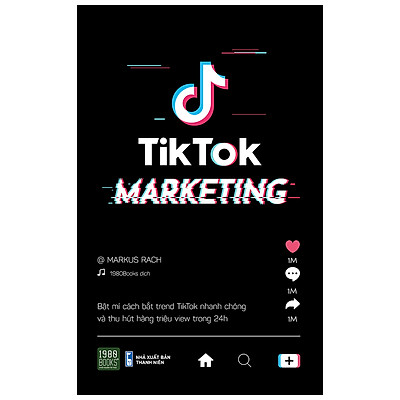 TikTok
MARKETING
@ MARKUS RACH
1980Books dịch
1M
1M
1M
Bật mí cách bắt trend TikTok nhanh chóng
và thu hút hàng triệu view trong 24h
1980
BOOKS
NHÀ XUẤT BẢN
THANH NIÊN